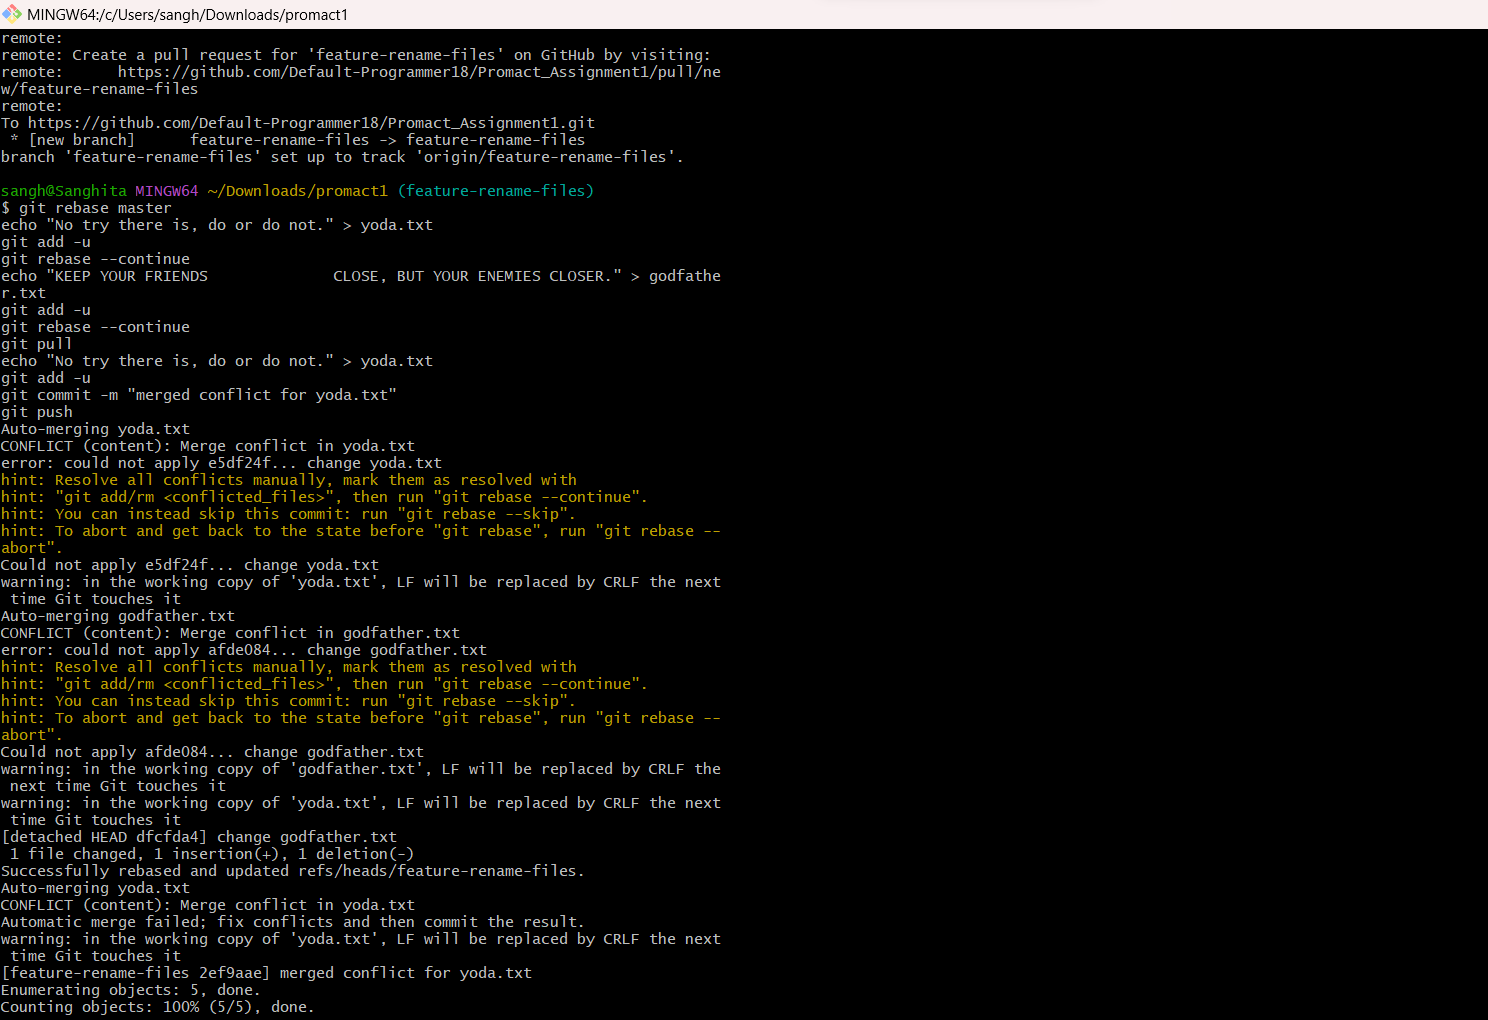 MINGW64:/c/Users/sangh/Downloads/promact1
remote:
remote: Create a pull request for 'feature-rename-files' on GitHub by visiting:
remote:      https://github.com/Default-Programmer18/Promact_Assignment1/pull/ne
w/feature-rename-files
remote:
To https://github.com/Default-Programmer18/Promact_Assignment1.git
 * [new branch]      feature-rename-files -> feature-rename-files
branch 'feature-rename-files' set up to track 'origin/feature-rename-files'.
sangh@Sanghita MINGW64 ~/Downloads/promact1 (feature-rename-files)
$ git rebase master
echo "No try there is, do or do not." > yoda.txt
git add -u
git rebase --continue
echo "KEEP YOUR FRIENDS              CLOSE, BUT YOUR ENEMIES CLOSER." > godfathe
r.txt
git add -u
git rebase --continue
git pull
echo "No try there is, do or do not." > yoda.txt
git add -u
git commit -m "merged conflict for yoda.txt"
git push
Auto-merging yoda.txt
CONFLICT (content): Merge conflict in yoda.txt
error: could not apply e5df24f... change yoda.txt
hint: Resolve all conflicts manually, mark them as resolved with
hint: "git add/rm <conflicted_files>", then run "git rebase --continue".
hint: You can instead skip this commit: run "git rebase --skip".
hint: To abort and get back to the state before "git rebase", run "git rebase --
abort".
Could not apply e5df24f... change yoda.txt
warning: in the working copy of 'yoda.txt', LF will be replaced by CRLF the next
 time Git touches it
Auto-merging godfather.txt
CONFLICT (content): Merge conflict in godfather.txt
error: could not apply afde084... change godfather.txt
hint: Resolve all conflicts manually, mark them as resolved with
hint: "git add/rm <conflicted_files>", then run "git rebase --continue".
hint: You can instead skip this commit: run "git rebase --skip".
hint: To abort and get back to the state before "git rebase", run "git rebase --
abort".
Could not apply afde084... change godfather.txt
warning: in the working copy of 'godfather.txt', LF will be replaced by CRLF the
 next time Git touches it
warning: in the working copy of 'yoda.txt', LF will be replaced by CRLF the next
 time Git touches it
[detached HEAD dfcfda4] change godfather.txt
 1 file changed, 1 insertion(+), 1 deletion(-)
Successfully rebased and updated refs/heads/feature-rename-files.
Auto-merging yoda.txt
CONFLICT (content): Merge conflict in yoda.txt
Automatic merge failed; fix conflicts and then commit the result.
warning: in the working copy of 'yoda.txt', LF will be replaced by CRLF the next
 time Git touches it
[feature-rename-files 2ef9aae] merged conflict for yoda.txt
Enumerating objects: 5, done.
Counting objects: 100% (5/5), done.